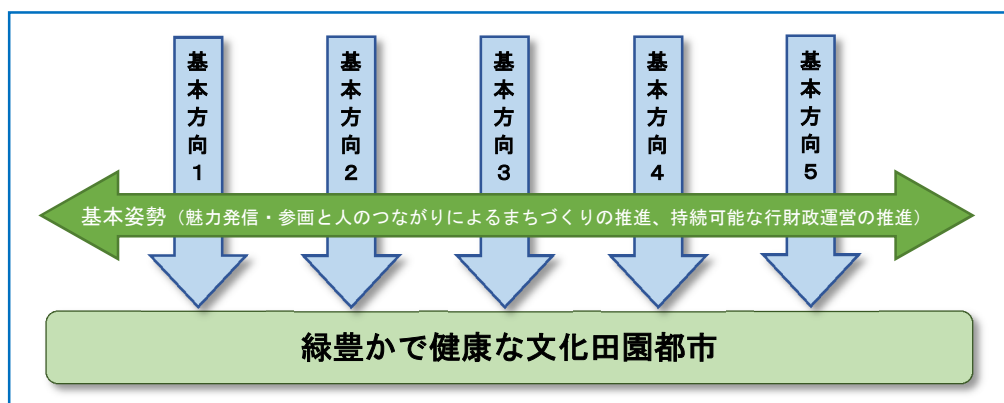 基本方向1
基本方向2
基本方向3
基本方向4
基本方向5
基本姿勢（魅力発信・参画と人のつながりによるまちづくりの推進、持続可能な行財政運営の推進）
緑豊かで健康な文化田園都市